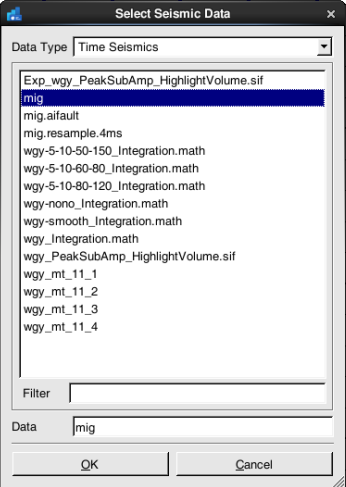 Select Seismic Data
Data Type Time Seismics
Exp_wgy_PeakSubAmp_HighlightVolume.sif
mig
mig.aifault
mig.resample.4ms
wgy-5-10-50-150_Integration.math
wgy-5-10-60-80_Integration.math
wgy-5-10-80-120_Integration.math
wgy-nono_Integration.math
wgy-smooth_Integration.math
wgy_Integration.math
wgy_PeakSubAmp_HighlightVolume.sif
wgy_mt_11_1
wgy_mt_11_2
wgy_mt_11_3
wgy_mt_11_4
Filter
Data mig
OK Cancel